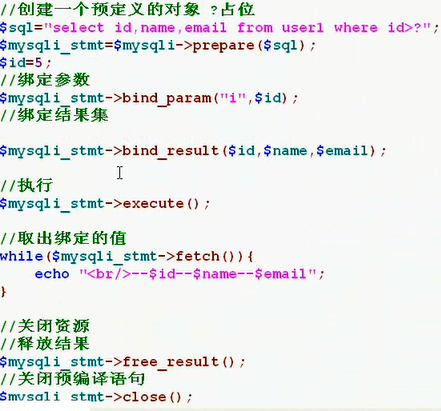 //创建一个预定义的对象 ?占位
$sql="select id,name,email from user1 where id>?";
$mysqli_stmt=$mysqli->prepare($sql);
$id=5;
//绑定参数
$mysqli_stmt->bind_param("i",$id);
//绑定结果集
$mysqli_stmt->bind_result($id,$name,$email);
//执行
$mysqli_stmt->execute();
//取出绑定的值
while($mysqli_stmt->fetch()){
    echo "<br/>--$id--$name--$email";
}
//关闭资源
//释放结果
$mysqli_stmt->free_result();
//关闭预编译语句
$mysqli_stmt->close();